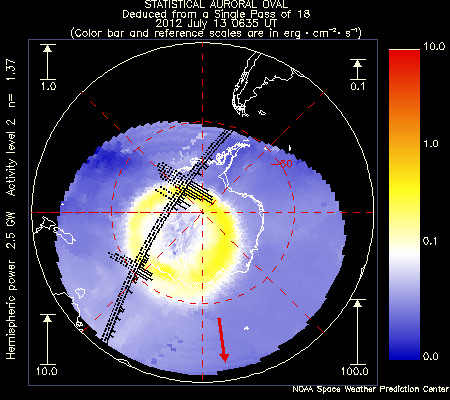 STATISTICAL AURORAL OVAL
Deduced from a Single Pass of 18
2012 July 13 0635 UT
(Color bar and reference scales are in erg·cm⁻²·s⁻¹)
Hemispheric power 2.5 GW Activity level 2 n= 1.37
1.0
0.1
10.0
100.0
-60
10.0
1.0
0.1
0.0
NOAA Space Weather Prediction Center